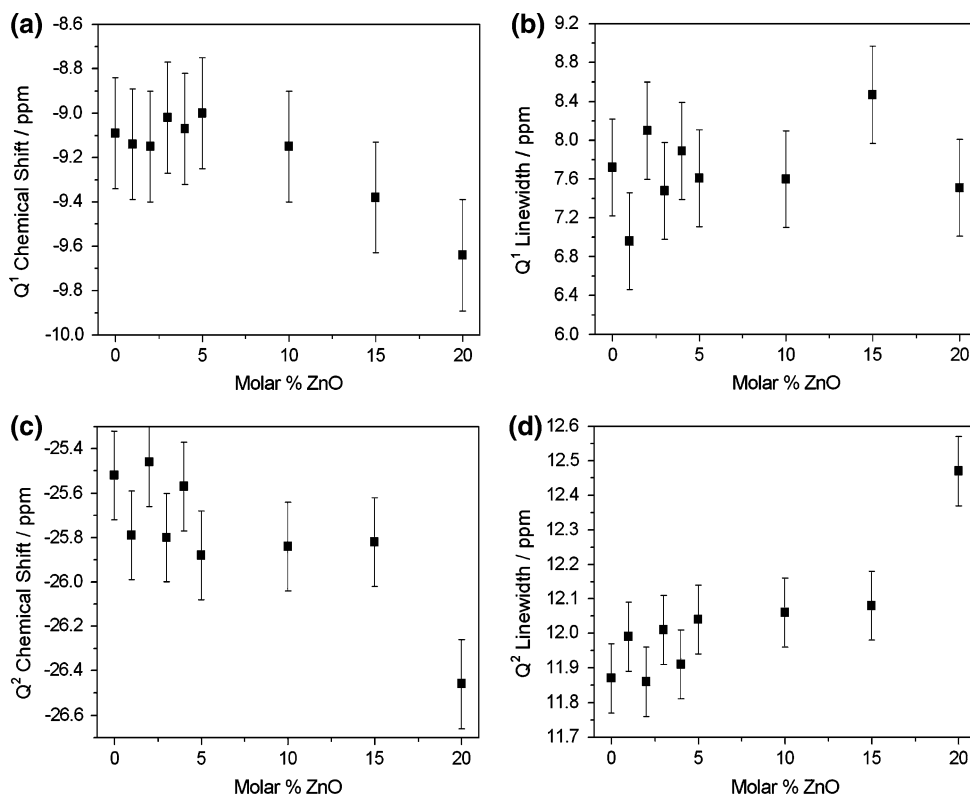 (a)
-8.6
-8.8
-9.0
-9.2
-9.4
-9.6
-9.8
-10.0
Q¹ Chemical Shift / ppm
0 5 10 15 20
Molar % ZnO
(b)
9.2
8.8
8.4
8.0
7.6
7.2
6.8
6.4
6.0
Q¹ Linewidth / ppm
0 5 10 15 20
Molar % ZnO
(c)
-25.4
-25.6
-25.8
-26.0
-26.2
-26.4
-26.6
Q² Chemical Shift / ppm
0 5 10 15 20
Molar % ZnO
(d)
12.6
12.5
12.4
12.3
12.2
12.1
12.0
11.9
11.8
11.7
Q² Linewidth / ppm
0 5 10 15 20
Molar % ZnO